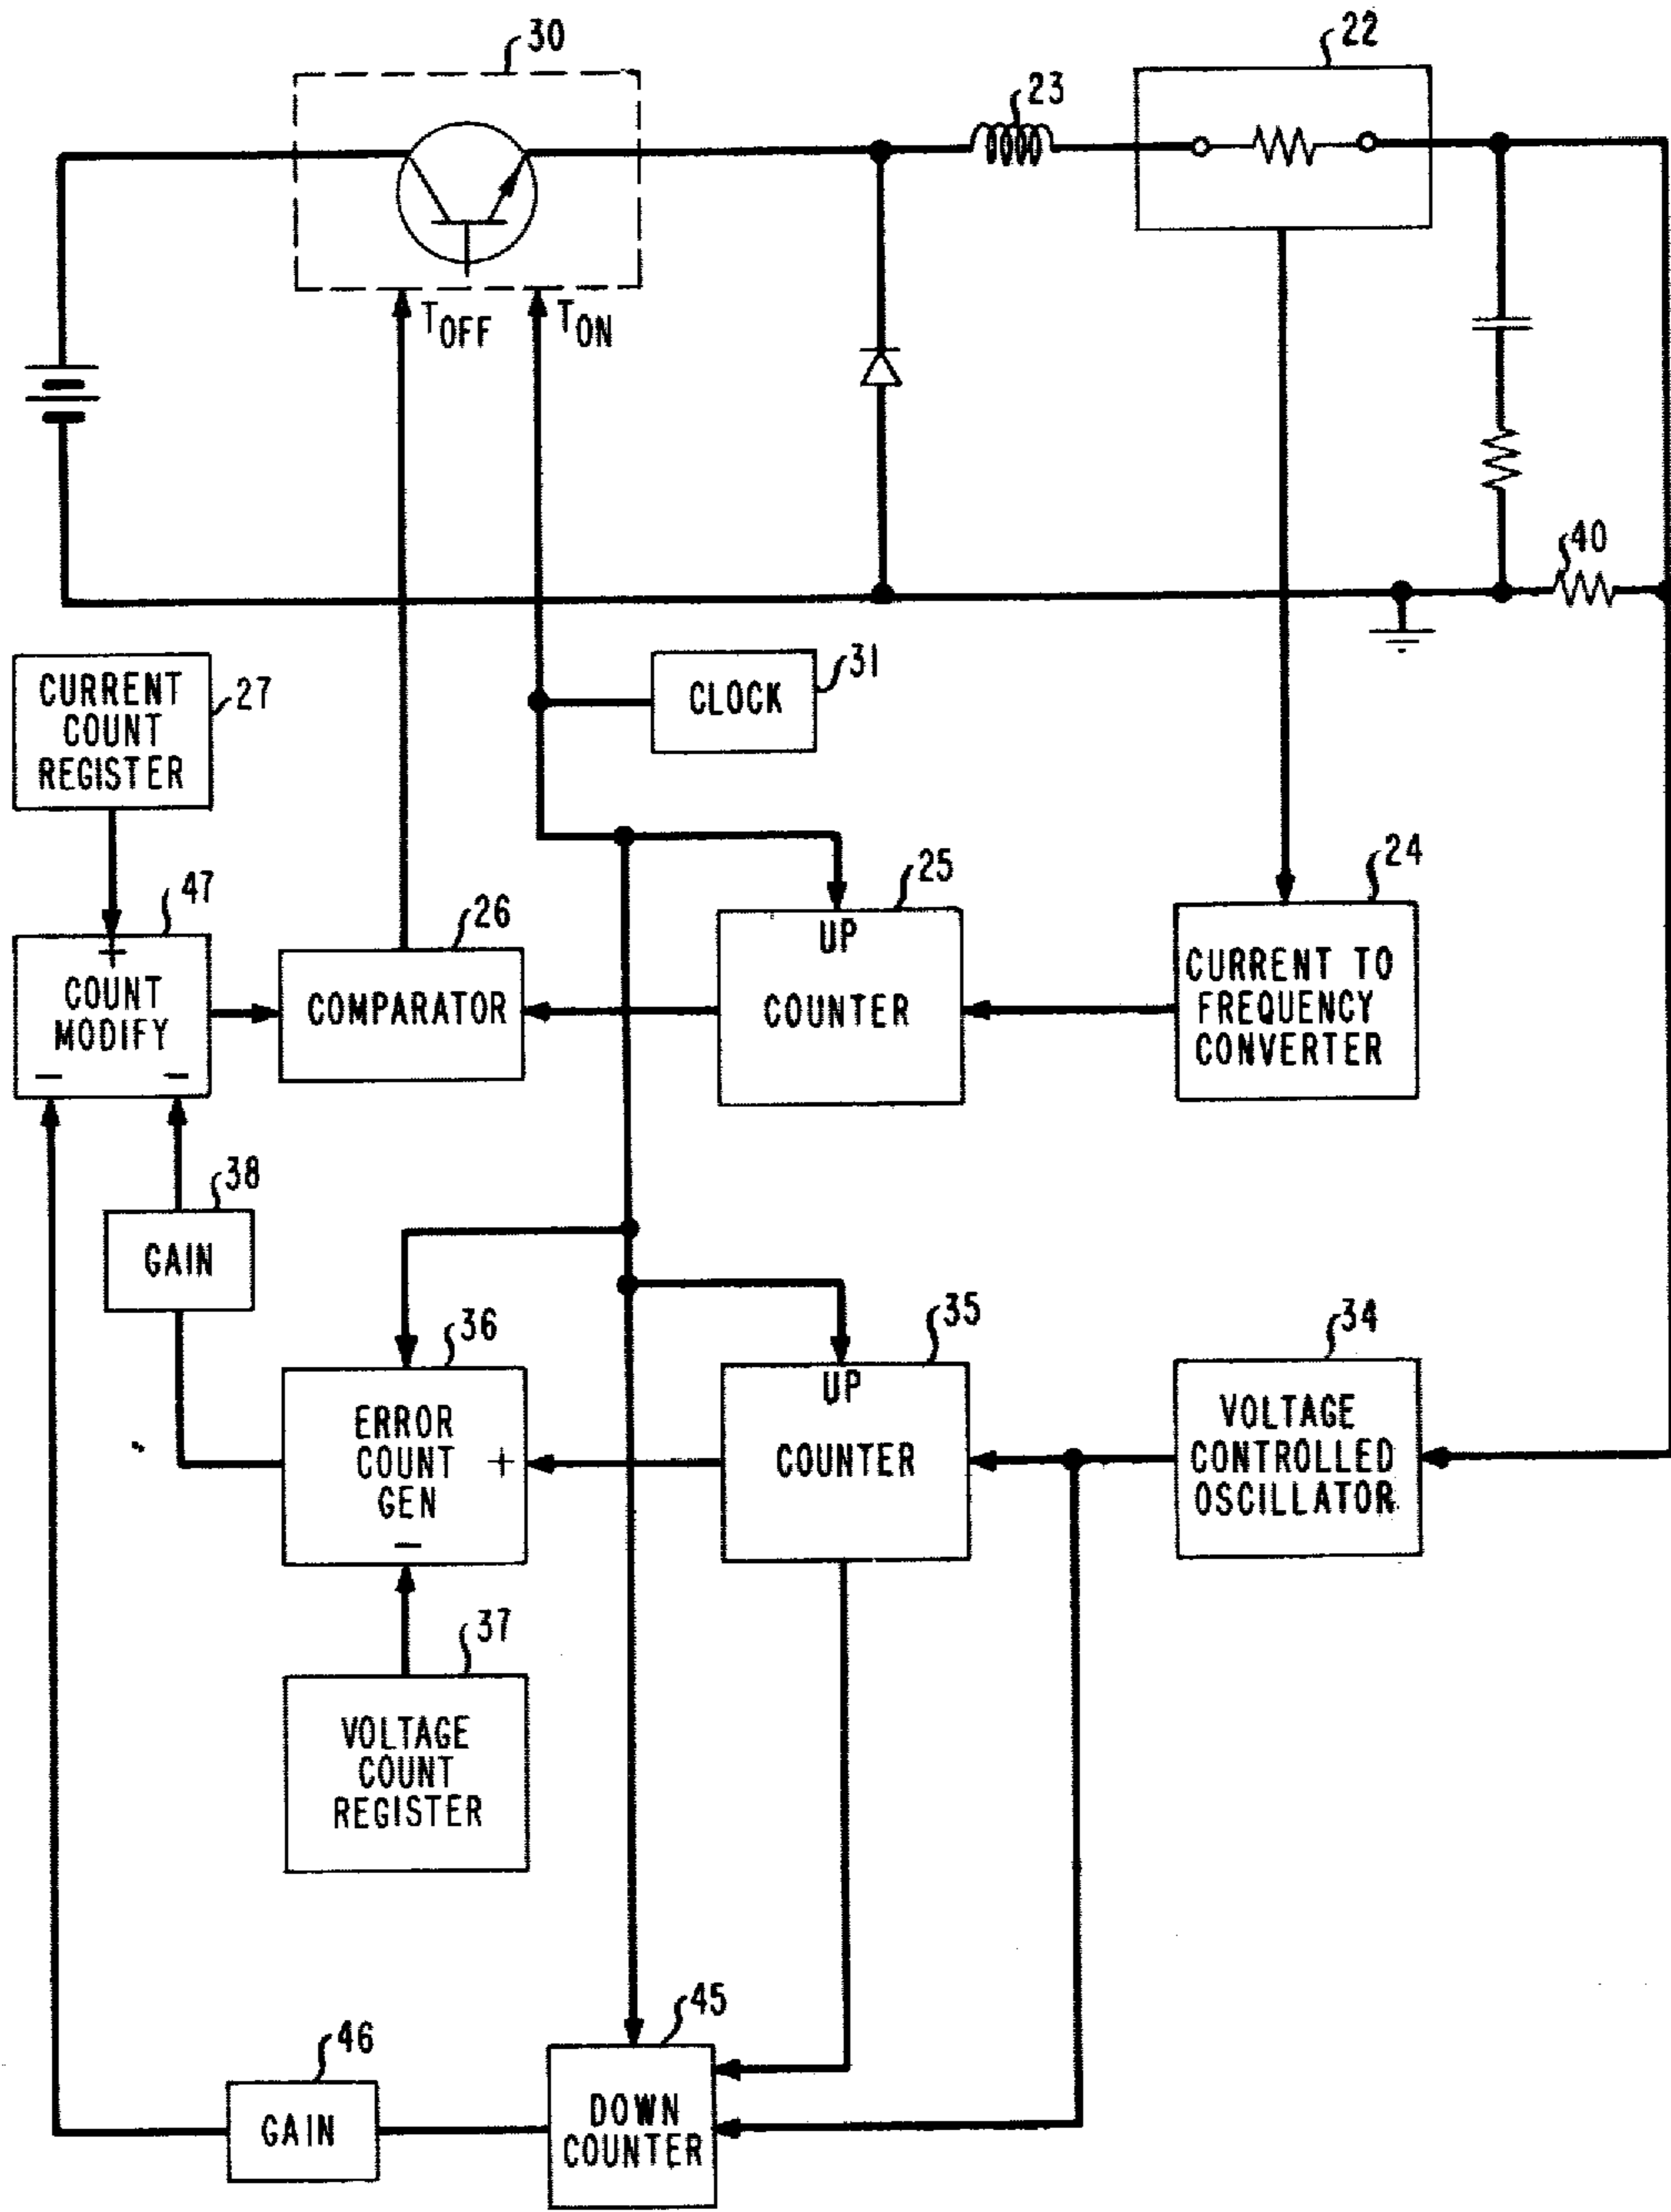 30
22
23
T OFF
T ON
40
CURRENT
COUNT
REGISTER
27
CLOCK
31
47
+
COUNT
MODIFY
— —
26
COMPARATOR
25
UP
COUNTER
24
CURRENT TO
FREQUENCY
CONVERTER
38
GAIN
36
ERROR
COUNT
GEN
+
—
35
UP
COUNTER
34
VOLTAGE
CONTROLLED
OSCILLATOR
37
VOLTAGE
COUNT
REGISTER
45
DOWN
COUNTER
46
GAIN